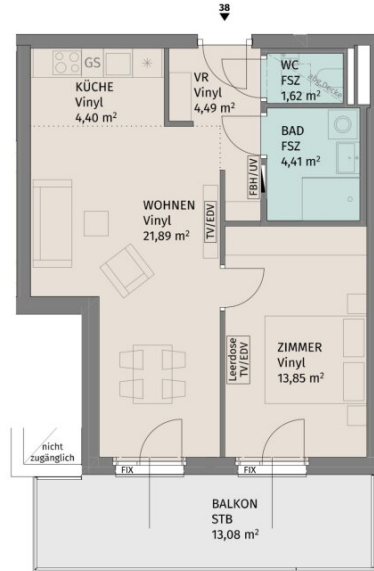 38
KÜCHE
Vinyl
4,40 m²
GS
VR
Vinyl
4,49 m²
WC
FSZ
1,62 m²
abg.Decke
BAD
FSZ
4,41 m²
FBH/UV
WOHNEN
Vinyl
21,89 m²
TV/EDV
Leerdose
TV/EDV
ZIMMER
Vinyl
13,85 m²
nicht
zugänglich
FIX
FIX
BALKON
STB
13,08 m²